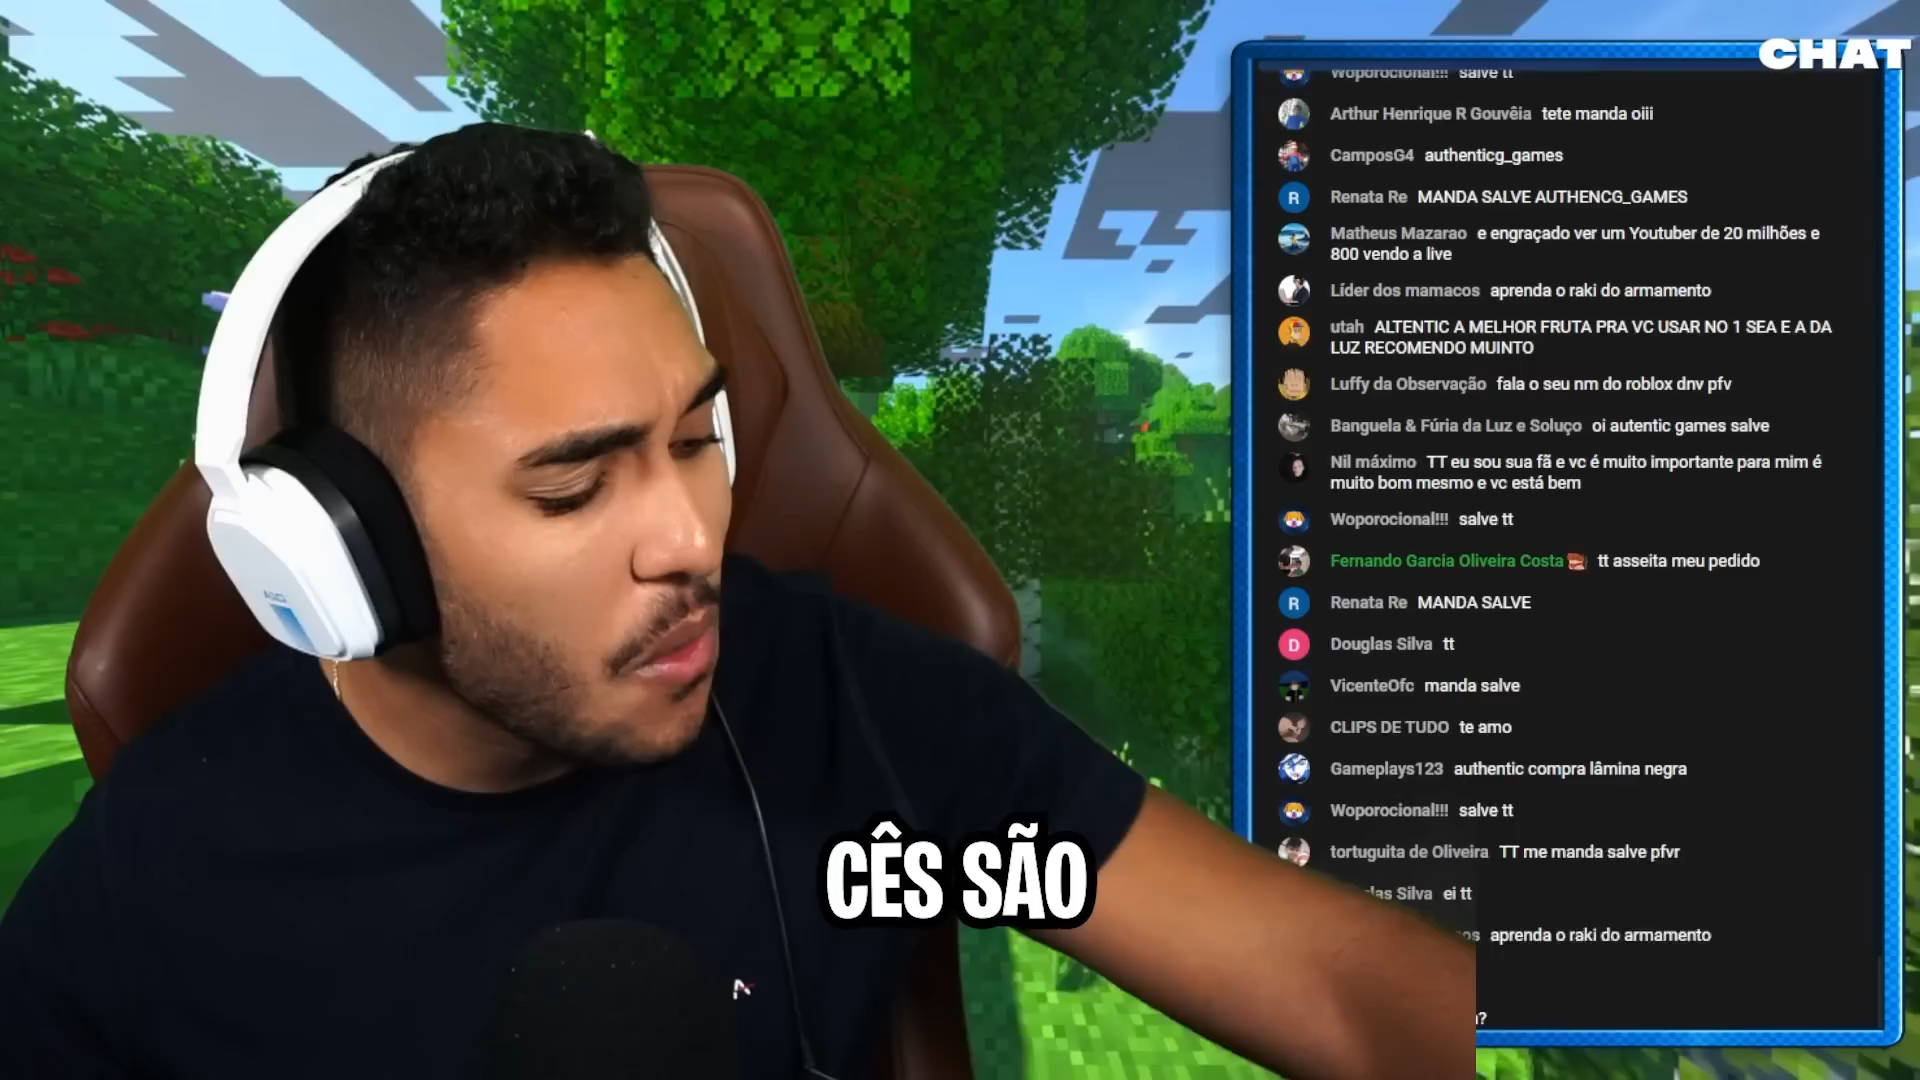 CHAT
Woporocional!!! salve tt
Arthur Henrique R Gouvêia tete manda oiii
CamposG4 authenticg_games
Renata Re MANDA SALVE AUTHENCG_GAMES
Matheus Mazarao e engraçado ver um Youtuber de 20 milhões e
800 vendo a live
Líder dos mamacos aprenda o raki do armamento
utah ALTENTIC A MELHOR FRUTA PRA VC USAR NO 1 SEA E A DA
LUZ RECOMENDO MUINTO
Luffy da Observação fala o seu nm do roblox dnv pfv
Banguela & Fúria da Luz e Soluço oi autentic games salve
Nil máximo TT eu sou sua fã e vc é muito importante para mim é
muito bom mesmo e vc está bem
Woporocional!!! salve tt
Fernando Garcia Oliveira Costa tt asseita meu pedido
R Renata Re MANDA SALVE
D Douglas Silva tt
VicenteOfc manda salve
CLIPS DE TUDO te amo
Gameplays123 authentic compra lâmina negra
Woporocional!!! salve tt
tortuguita de Oliveira TT me manda salve pfvr
Silva ei tt
aprenda o raki do armamento
CÊS SÃO